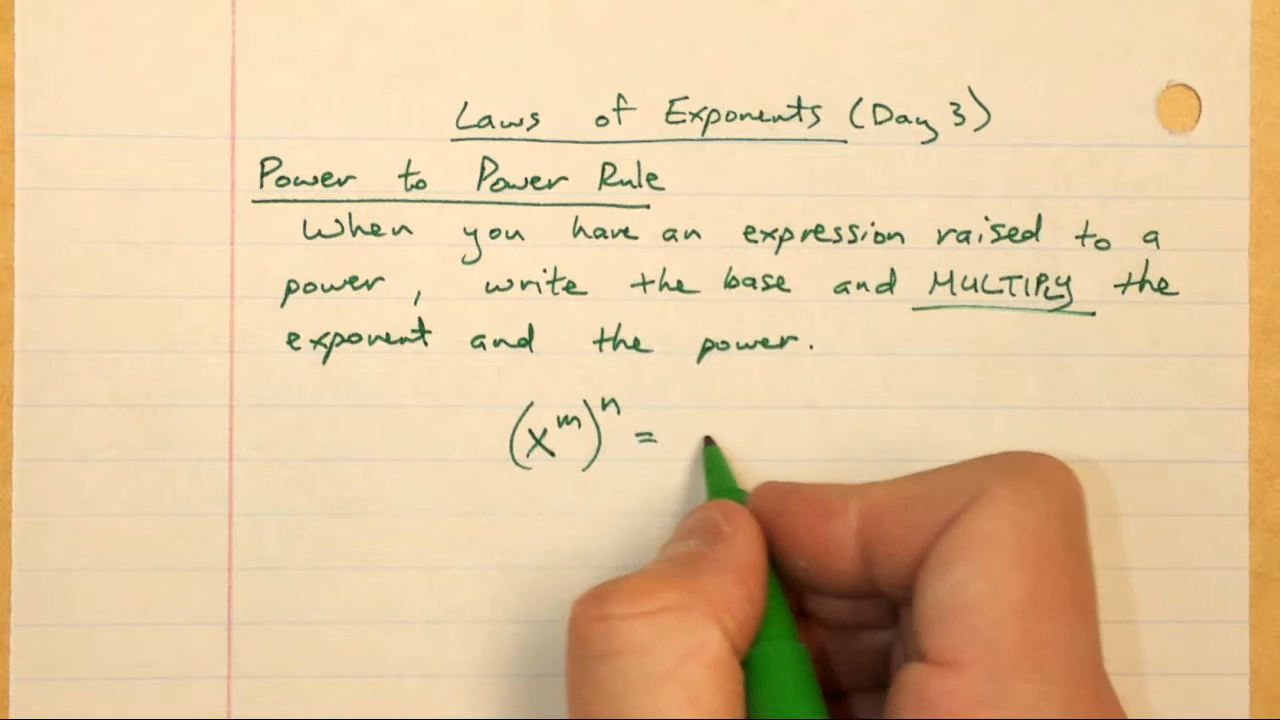 Laws of Exponents (Day 3)
Power to Power Rule
When you have an expression raised to a
power, write the base and MULTIPLY the
exponent and the power.
(x^m)^n =